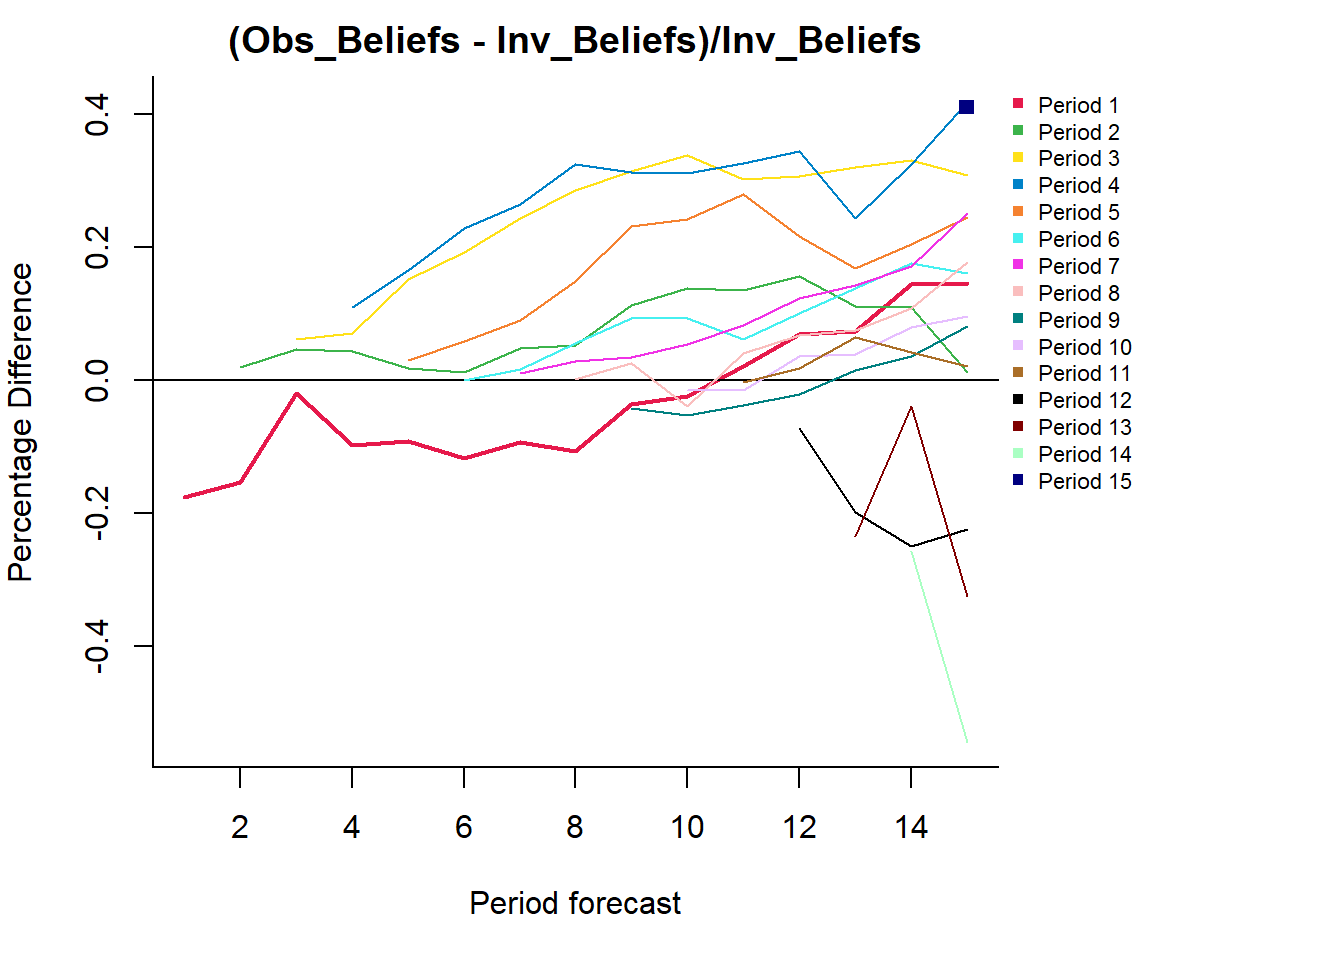 (Obs_Beliefs - Inv_Beliefs)/Inv_Beliefs
Percentage Difference
0.4
0.2
0.0
-0.2
-0.4
2 4 6 8 10 12 14
Period forecast
Period 1
Period 2
Period 3
Period 4
Period 5
Period 6
Period 7
Period 8
Period 9
Period 10
Period 11
Period 12
Period 13
Period 14
Period 15